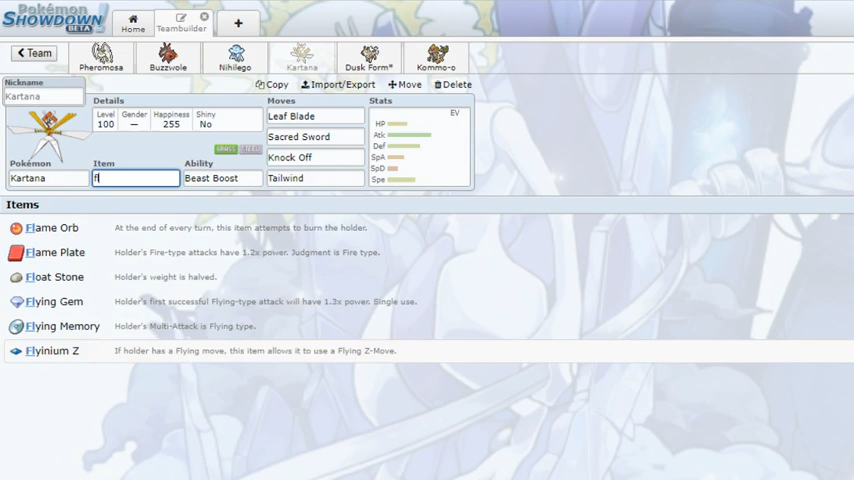 Pokémon
SHOWDOWN
BETA!
Home
Teambuilder
+
< Team
Pheromosa
Buzzwole
Nihilego
Kartana
Dusk Form*
Kommo-o
Copy
Import/Export
Move
Delete
Nickname
Kartana
Details
Level
100
Gender
—
Happiness
255
Shiny
No
GRASS STEEL
Pokémon
Kartana
Item
fl
Ability
Beast Boost
Moves
Leaf Blade
Sacred Sword
Knock Off
Tailwind
Stats
EV
HP
Atk
Def
SpA
SpD
Spe
Items
Flame Orb At the end of every turn, this item attempts to burn the holder.
Flame Plate Holder's Fire-type attacks have 1.2x power. Judgment is Fire type.
Float Stone Holder's weight is halved.
Flying Gem Holder's first successful Flying-type attack will have 1.3x power. Single use.
Flying Memory Holder's Multi-Attack is Flying type.
Flyinium Z If holder has a Flying move, this item allows it to use a Flying Z-Move.